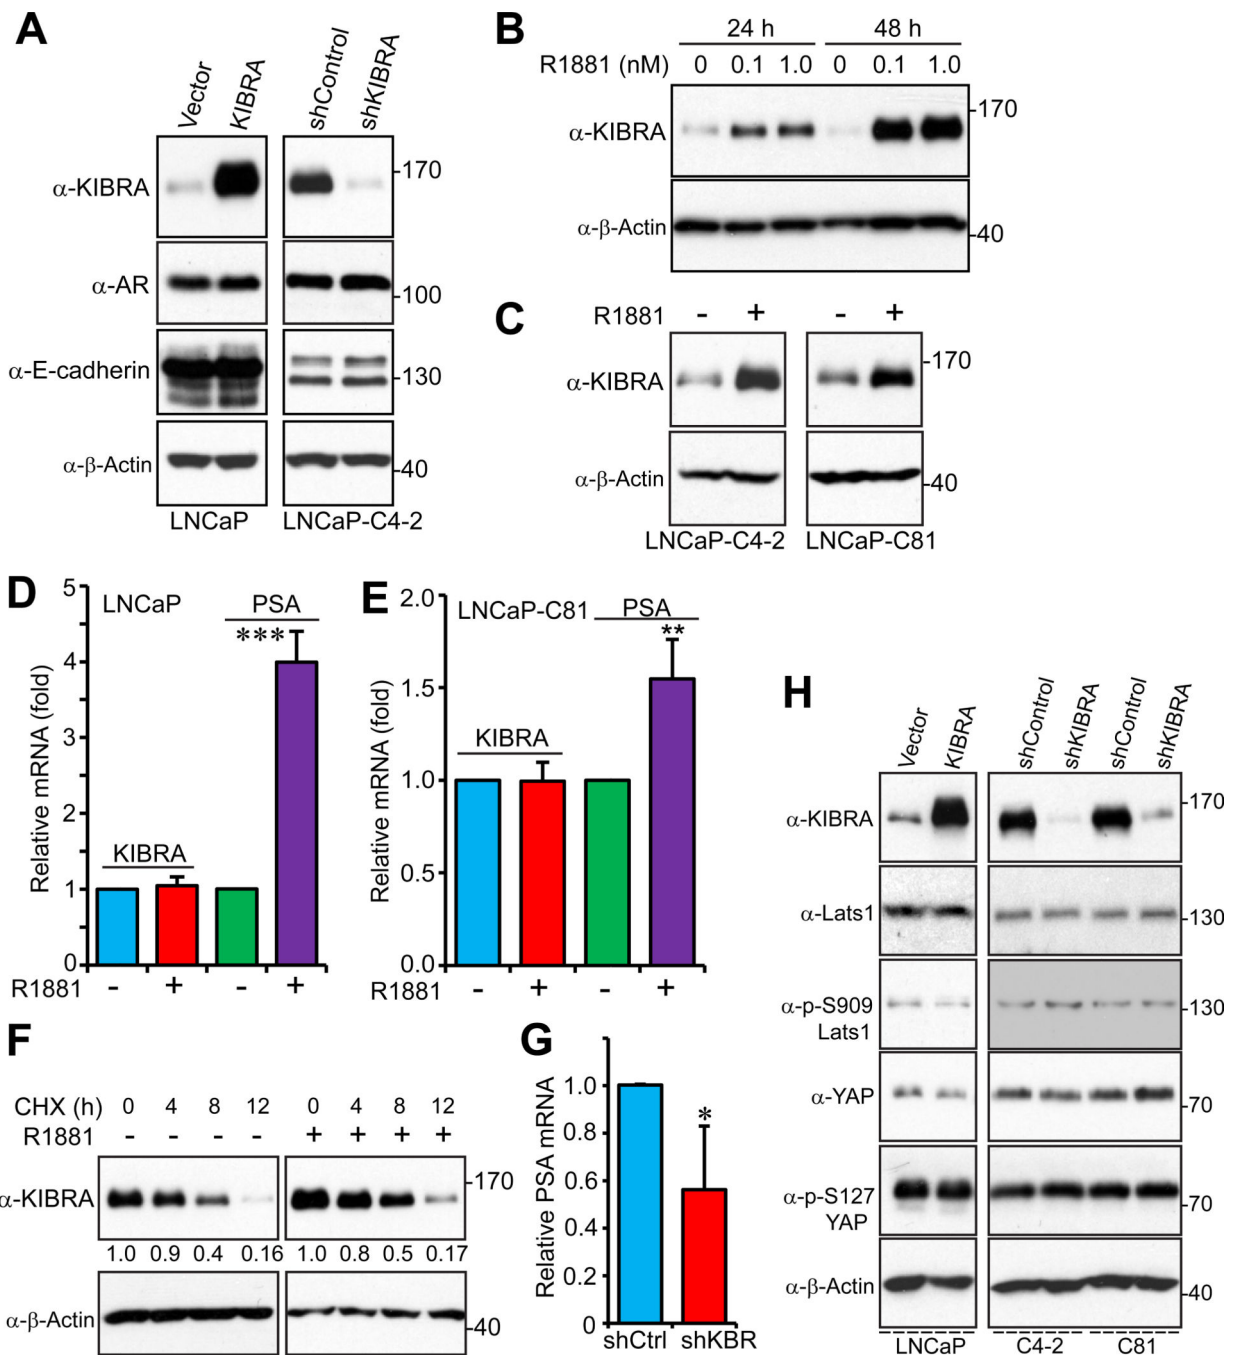 A
Vector
KIBRA
shControl
shKIBRA
α-KIBRA
-170
α-AR
-100
α-E-cadherin
-130
α-β-Actin
-40
LNCaP
LNCaP-C4-2
B
24 h
48 h
R1881 (nM) 0 0.1 1.0 0 0.1 1.0
α-KIBRA
-170
α-β-Actin
-40
C
R1881 - + - +
α-KIBRA
-170
α-β-Actin
-40
LNCaP-C4-2
LNCaP-C81
D
LNCaP
PSA
***
KIBRA
Relative mRNA (fold)
5
4
3
2
1
0
R1881 - + - +
E
LNCaP-C81
PSA
**
KIBRA
Relative mRNA (fold)
2.0
1.5
1.0
0.5
0.0
- + - +
F
CHX (h) 0 4 8 12 0 4 8 12
R1881 - - - - + + + +
α-KIBRA
-170
1.0 0.9 0.4 0.16 1.0 0.8 0.5 0.17
α-β-Actin
-40
G
Relative PSA mRNA
1.0
0.8
0.6
0.4
0.2
0
*
shCtrl shKBR
H
Vector
KIBRA
shControl
shKIBRA
shControl
shKIBRA
α-KIBRA
-170
α-Lats1
-130
α-p-S909
Lats1
-130
α-YAP
-70
α-p-S127
YAP
-70
α-β-Actin
-40
LNCaP
C4-2
C81